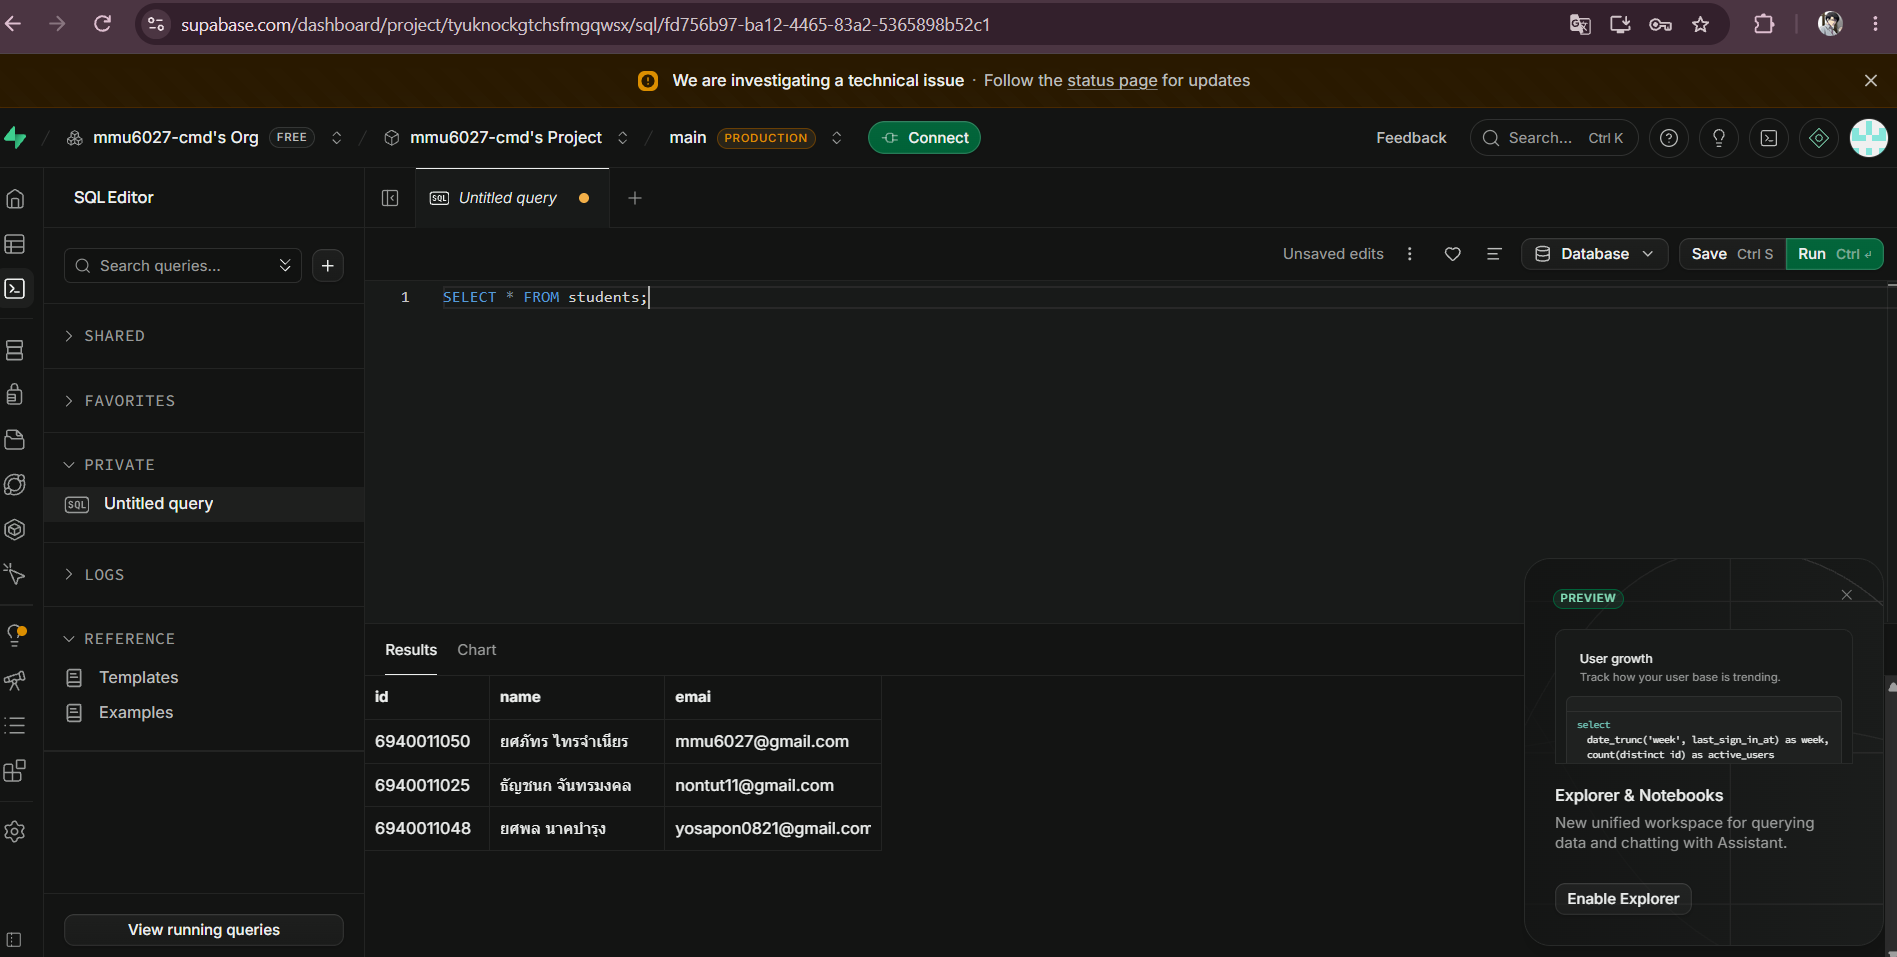 supabase.com/dashboard/project/tyuknockgtchsfmgqwsx/sql/fd756b97-ba12-4465-83a2-5365898b52c1
We are investigating a technical issue · Follow the status page for updates
mmu6027-cmd's Org FREE mmu6027-cmd's Project main PRODUCTION Connect Feedback Search... Ctrl K
SQL Editor
SQL Untitled query
Search queries...
Unsaved edits Database Save Ctrl S Run Ctrl ↵
1 SELECT * FROM students;
SHARED
FAVORITES
PRIVATE
SQL Untitled query
LOGS
REFERENCE
Templates
Examples
View running queries
Results Chart
id name emai
6940011050 ยศภัทร ไทรจำเนียร mmu6027@gmail.com
6940011025 ธัญชนก จันทรมงคล nontut11@gmail.com
6940011048 ยศพล นาคบำรุง yosapon0821@gmail.com
PREVIEW
User growth
Track how your user base is trending.
select
date_trunc('week', last_sign_in_at) as week,
count(distinct id) as active_users
Explorer & Notebooks
New unified workspace for querying
data and chatting with Assistant.
Enable Explorer